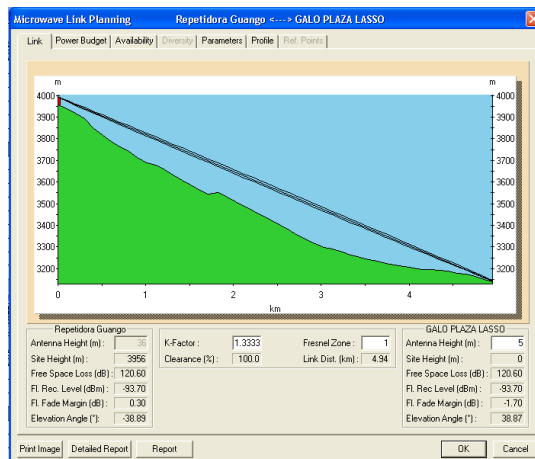 Microwave Link Planning Repetidora Guango <---> GALO PLAZA LASSO
Link Power Budget Availability Diversity Parameters Profile Ref. Points
m m
4000 4000
3900 3900
3800 3800
3700 3700
3600 3600
3500 3500
3400 3400
3300 3300
3200 3200
0 1 2 3 4
km
Repetidora Guango
Antenna Height (m) : 36
Site Height (m) : 3956
Free Space Loss (dB) : 120.60
Fl. Rec. Level (dBm) : -93.70
Fl. Fade Margin (dB) : 0.30
Elevation Angle (°): -38.89
K-Factor : 1.3333 Fresnel Zone : 1
Clearance (%) : 100.0 Link Dist. (km) : 4.94
GALO PLAZA LASSO
Antenna Height (m) : 5
Site Height (m) : 0
Free Space Loss (dB) : 120.60
Fl. Rec. Level (dBm) : -93.70
Fl. Fade Margin (dB) : -1.70
Elevation Angle (°) : 38.87
Print Image Detailed Report Report OK Cancel